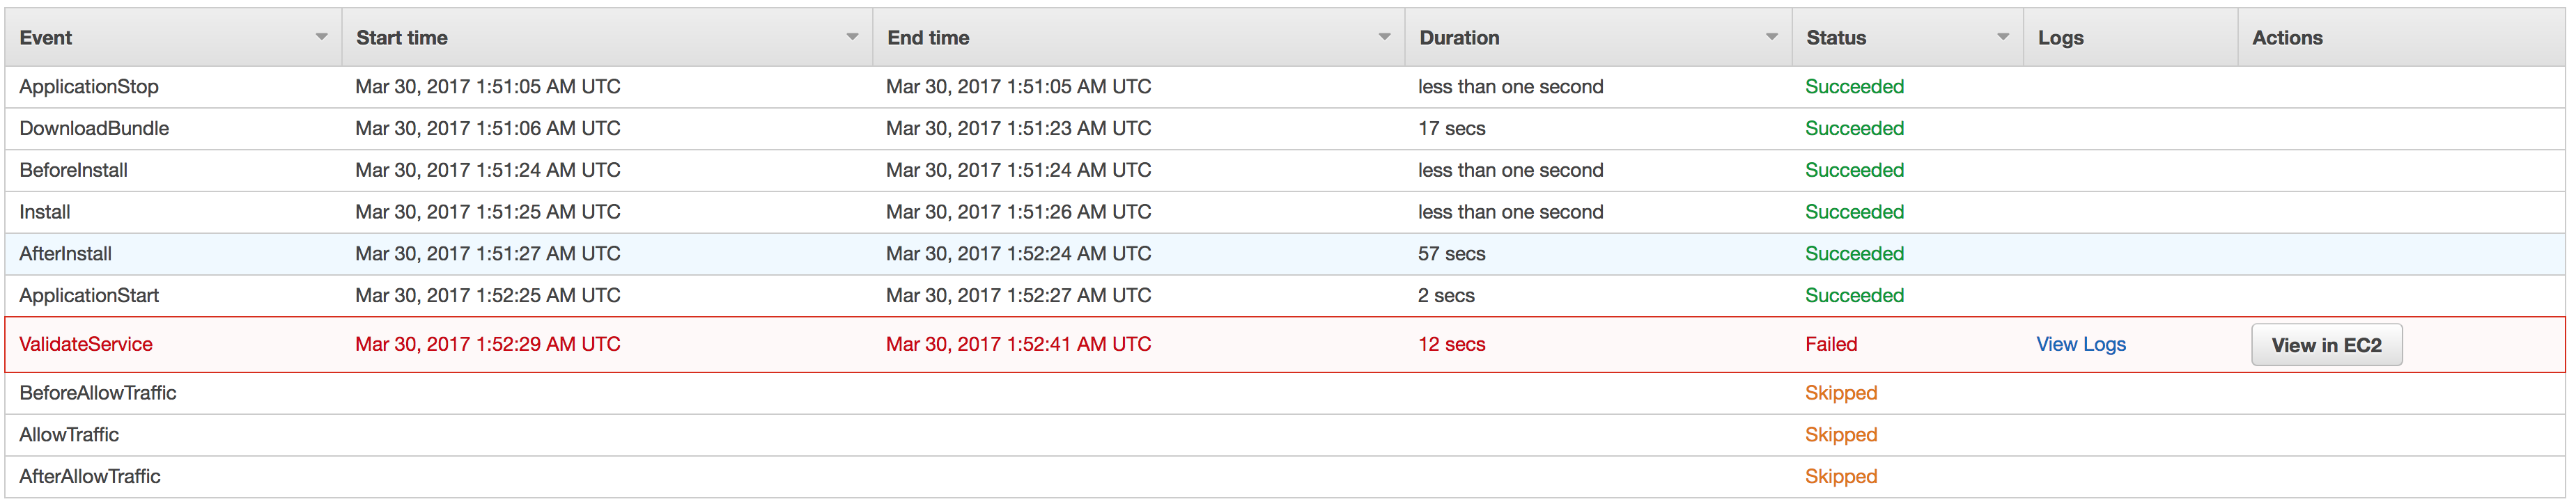 Event Start time End time Duration Status Logs Actions
ApplicationStop Mar 30, 2017 1:51:05 AM UTC Mar 30, 2017 1:51:05 AM UTC less than one second Succeeded
DownloadBundle Mar 30, 2017 1:51:06 AM UTC Mar 30, 2017 1:51:23 AM UTC 17 secs Succeeded
BeforeInstall Mar 30, 2017 1:51:24 AM UTC Mar 30, 2017 1:51:24 AM UTC less than one second Succeeded
Install Mar 30, 2017 1:51:25 AM UTC Mar 30, 2017 1:51:26 AM UTC less than one second Succeeded
AfterInstall Mar 30, 2017 1:51:27 AM UTC Mar 30, 2017 1:52:24 AM UTC 57 secs Succeeded
ApplicationStart Mar 30, 2017 1:52:25 AM UTC Mar 30, 2017 1:52:27 AM UTC 2 secs Succeeded
ValidateService Mar 30, 2017 1:52:29 AM UTC Mar 30, 2017 1:52:41 AM UTC 12 secs Failed View Logs View in EC2
BeforeAllowTraffic Skipped
AllowTraffic Skipped
AfterAllowTraffic Skipped